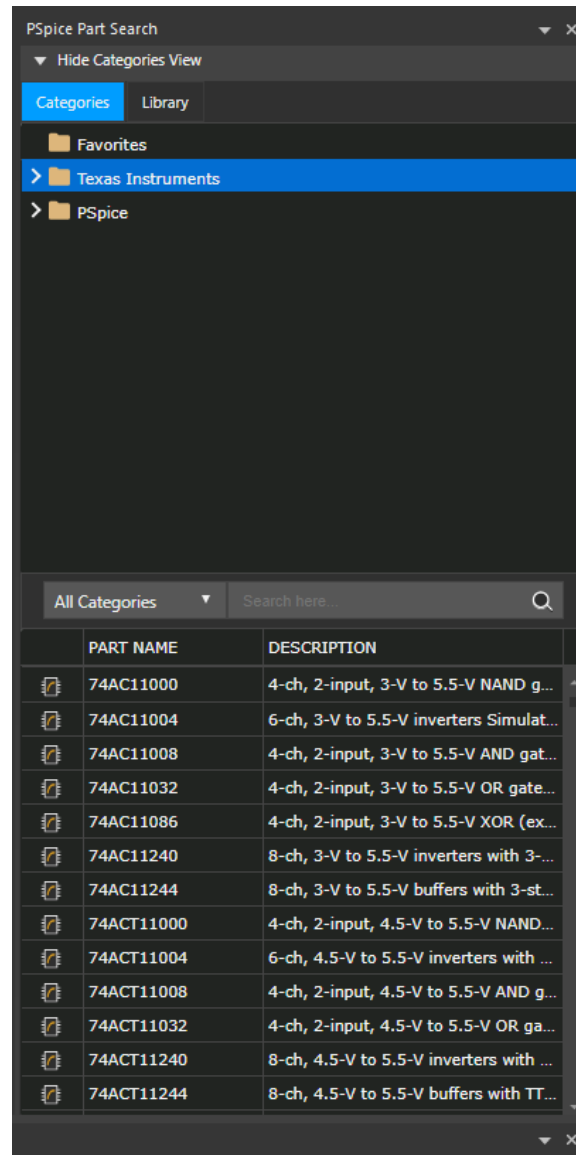 PSpice Part Search
Hide Categories View
Categories Library
Favorites
Texas Instruments
PSpice
All Categories Search here...
PART NAME DESCRIPTION
74AC11000 4-ch, 2-input, 3-V to 5.5-V NAND g...
74AC11004 6-ch, 3-V to 5.5-V inverters Simulat...
74AC11008 4-ch, 2-input, 3-V to 5.5-V AND gat...
74AC11032 4-ch, 2-input, 3-V to 5.5-V OR gate...
74AC11086 4-ch, 2-input, 3-V to 5.5-V XOR (ex...
74AC11240 8-ch, 3-V to 5.5-V inverters with 3-...
74AC11244 8-ch, 3-V to 5.5-V buffers with 3-st...
74ACT11000 4-ch, 2-input, 4.5-V to 5.5-V NAND...
74ACT11004 6-ch, 4.5-V to 5.5-V inverters with ...
74ACT11008 4-ch, 2-input, 4.5-V to 5.5-V AND g...
74ACT11032 4-ch, 2-input, 4.5-V to 5.5-V OR ga...
74ACT11240 8-ch, 4.5-V to 5.5-V inverters with ...
74ACT11244 8-ch, 4.5-V to 5.5-V buffers with TT...